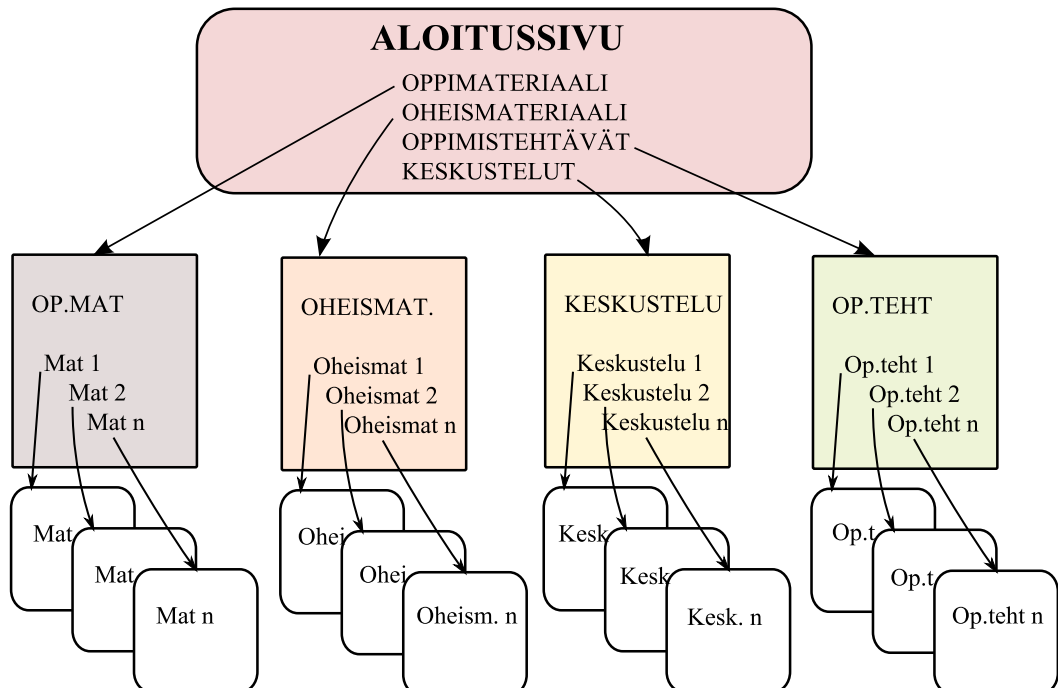 ALOITUSSIVU
OPPIMATERIAALI
OHEISMATERIAALI
OPPIMISTEHTÄVÄT
KESKUSTELUT
OP.MAT
Mat 1
Mat 2
Mat n
OHEISMAT.
Oheismat 1
Oheismat 2
Oheismat n
KESKUSTELU
Keskustelu 1
Keskustelu 2
Keskustelu n
OP.TEHT
Op.teht 1
Op.teht 2
Op.teht n
Mat
Mat
Mat n
Ohei
Ohei
Oheism. n
Kesk
Kesk
Kesk. n
Op.t
Op.t
Op.teht n